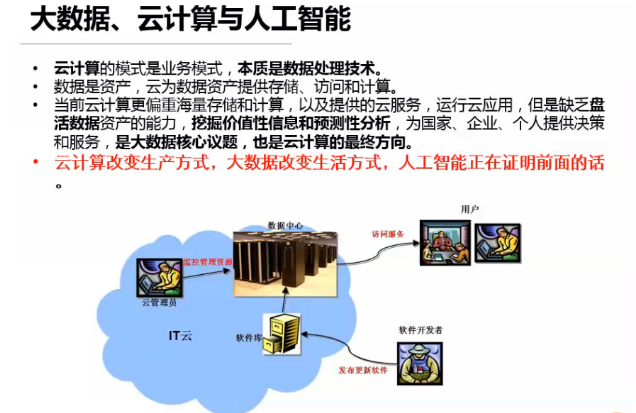 大数据、云计算与人工智能
• 云计算的模式是业务模式，本质是数据处理技术。
• 数据是资产，云为数据资产提供存储、访问和计算。
• 当前云计算更偏重海量存储和计算，以及提供的云服务，运行云应用，但是缺乏盘
活数据资产的能力，挖掘价值性信息和预测性分析，为国家、企业、个人提供决策
和服务，是大数据核心议题，也是云计算的最终方向。
• 云计算改变生产方式，大数据改变生活方式，人工智能正在证明前面的话
。
用户
数据中心
访问服务
监控管理资源
云管理员
IT云
软件库
软件开发者
发布更新软件